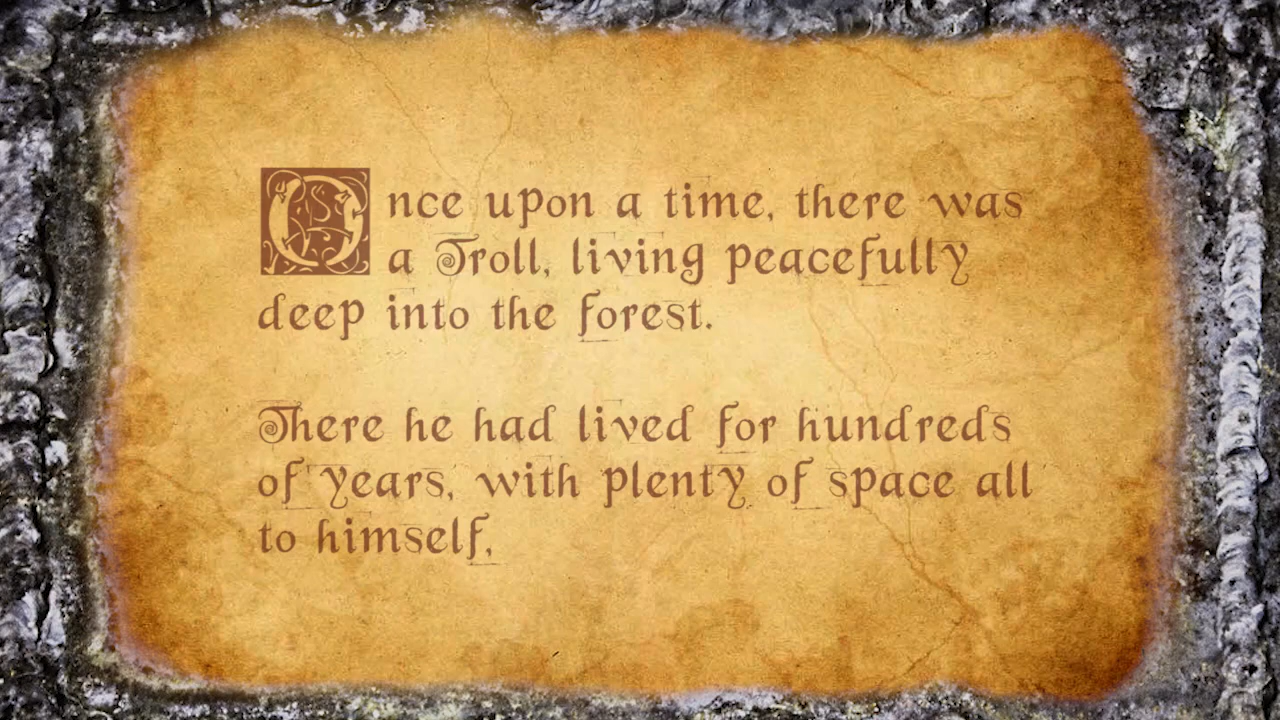 Once upon a time, there was
a Troll, living peacefully
deep into the forest.
There he had lived for hundreds
of years, with plenty of space all
to himself,